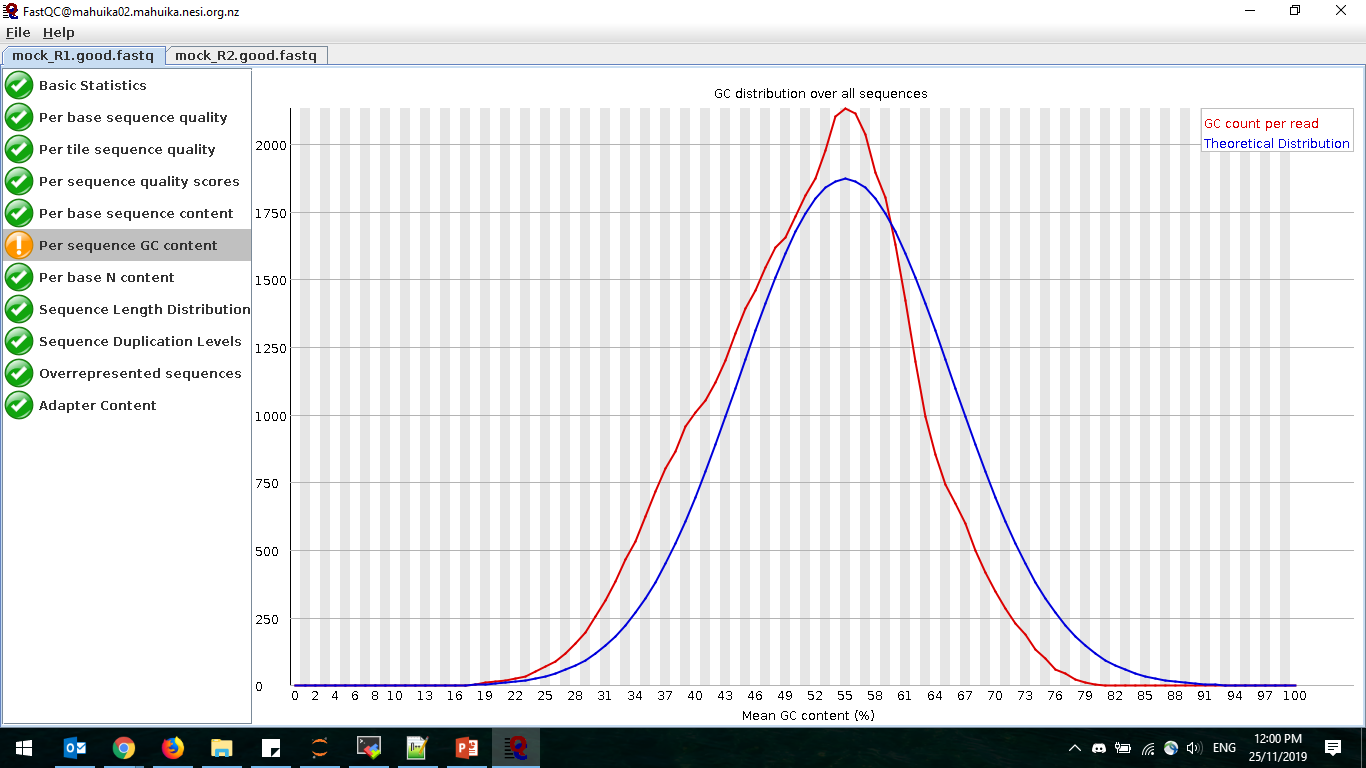 FastQC@mahuika02.mahuika.nesi.org.nz
File Help
mock_R1.good.fastq mock_R2.good.fastq
Basic Statistics
Per base sequence quality
Per tile sequence quality
Per sequence quality scores
Per base sequence content
Per sequence GC content
Per base N content
Sequence Length Distribution
Sequence Duplication Levels
Overrepresented sequences
Adapter Content
GC distribution over all sequences
GC count per read
Theoretical Distribution
2000
1750
1500
1250
1000
750
500
250
0
0 2 4 6 8 10 13 16 19 22 25 28 31 34 37 40 43 46 49 52 55 58 61 64 67 70 73 76 79 82 85 88 91 94 97 100
Mean GC content (%)
ENG
12:00 PM
25/11/2019